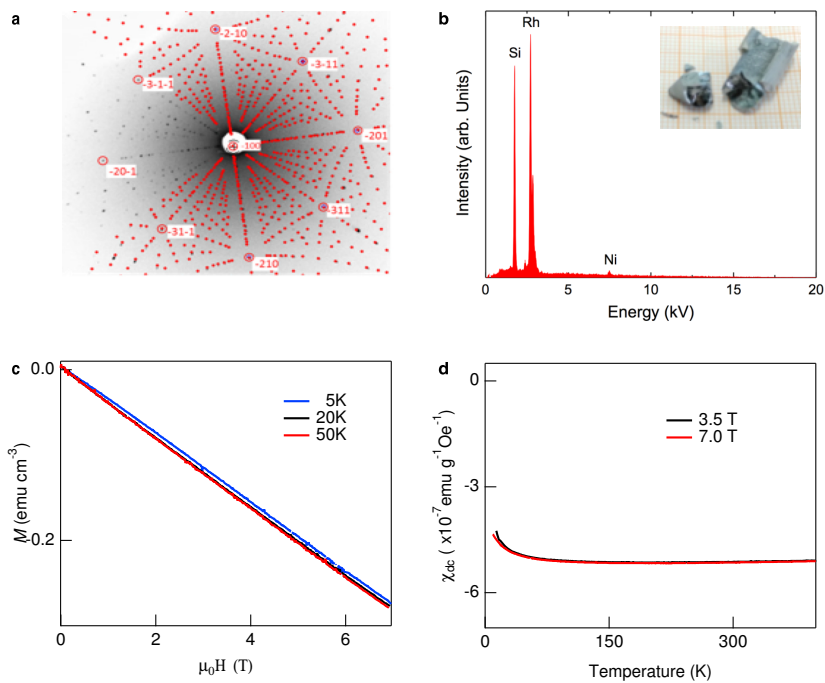 a
-2-10
-3-11
-3-1-1
-201
-100
-20-1
-311
-31-1
-210
b
Rh
Si
Ni
Intensity (arb. Units)
0 5 10 15 20
Energy (kV)
c
0.0
-0.2
5K
20K
50K
M (emu cm-3)
0 2 4 6
μ0H (T)
d
0
-3
-6
3.5 T
7.0 T
χdc ( x10-7emu g-1Oe-1)
0 150 300
Temperature (K)